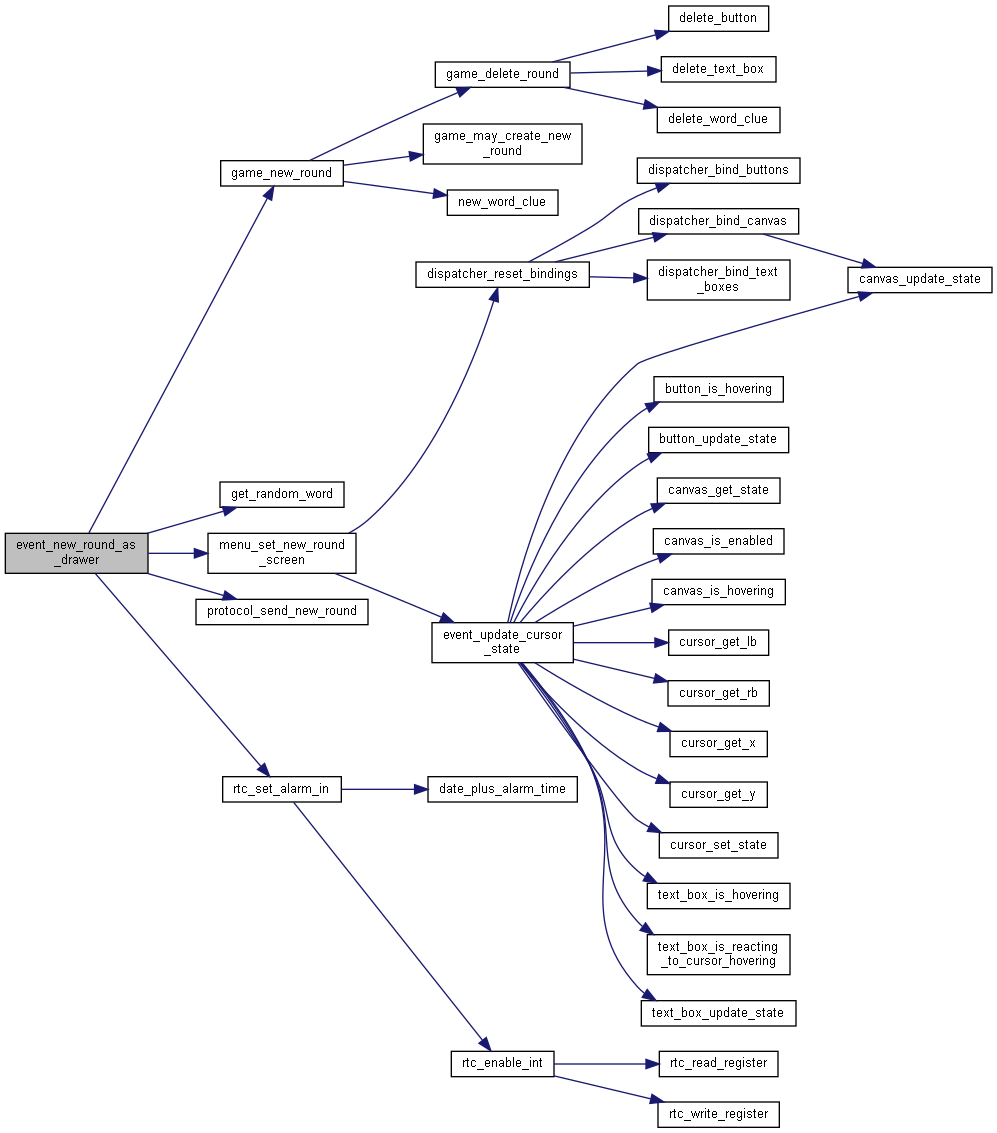 delete_button
game_delete_round
delete_text_box
delete_word_clue
game_may_create_new
_round
game_new_round
dispatcher_bind_buttons
new_word_clue
dispatcher_bind_canvas
dispatcher_reset_bindings
dispatcher_bind_text
_boxes
canvas_update_state
button_is_hovering
button_update_state
get_random_word
canvas_get_state
event_new_round_as
_drawer
menu_set_new_round
_screen
canvas_is_enabled
canvas_is_hovering
protocol_send_new_round
event_update_cursor
_state
cursor_get_lb
cursor_get_rb
cursor_get_x
rtc_set_alarm_in
date_plus_alarm_time
cursor_get_y
cursor_set_state
text_box_is_hovering
text_box_is_reacting
_to_cursor_hovering
text_box_update_state
rtc_enable_int
rtc_read_register
rtc_write_register